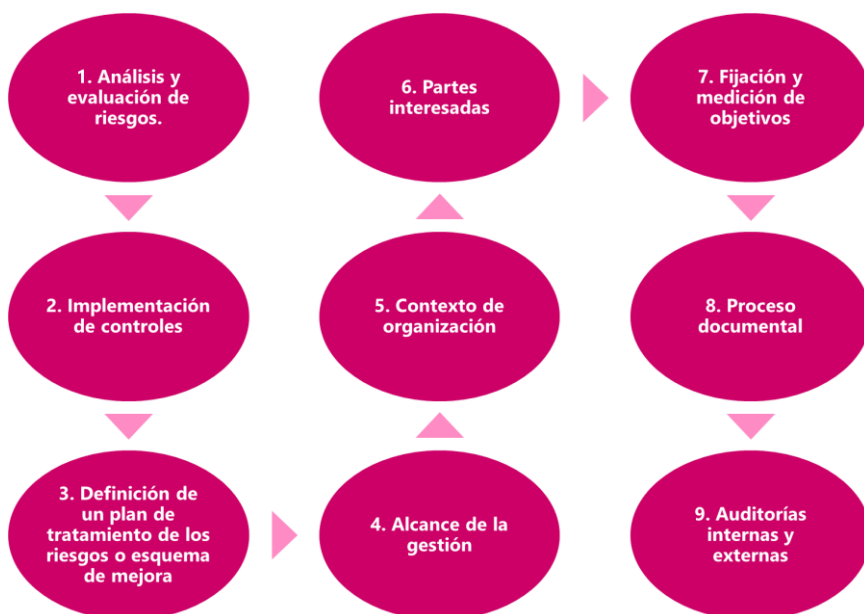 1. Análisis y
evaluación de
riesgos.
2. Implementación
de controles
3. Definición de
un plan de
tratamiento de los
riesgos o esquema
de mejora
4. Alcance de la
gestión
5. Contexto de
organización
6. Partes
interesadas
7. Fijación y
medición de
objetivos
8. Proceso
documental
9. Auditorías
internas y
externas